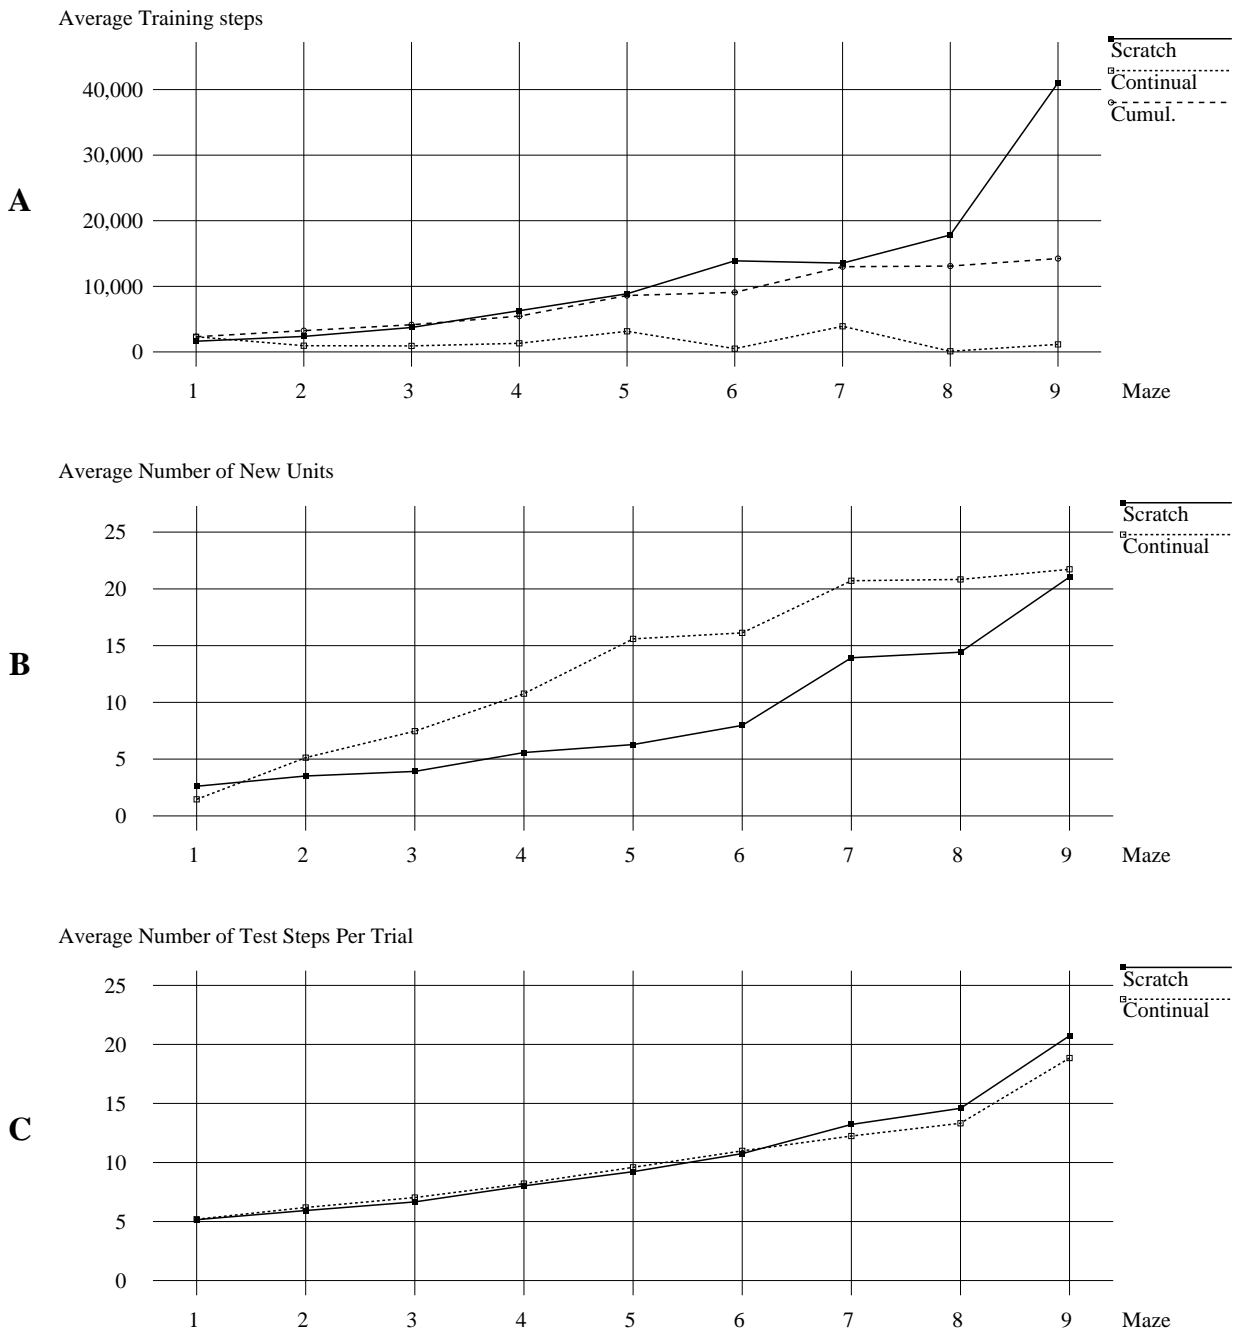 Average Training steps
Scratch
Continual
Cumul.
40,000
30,000
A
20,000
10,000
0
1 2 3 4 5 6 7 8 9 Maze
Average Number of New Units
Scratch
Continual
25
20
15
B
10
5
0
1 2 3 4 5 6 7 8 9 Maze
Average Number of Test Steps Per Trial
Scratch
Continual
25
20
15
C
10
5
0
1 2 3 4 5 6 7 8 9 Maze